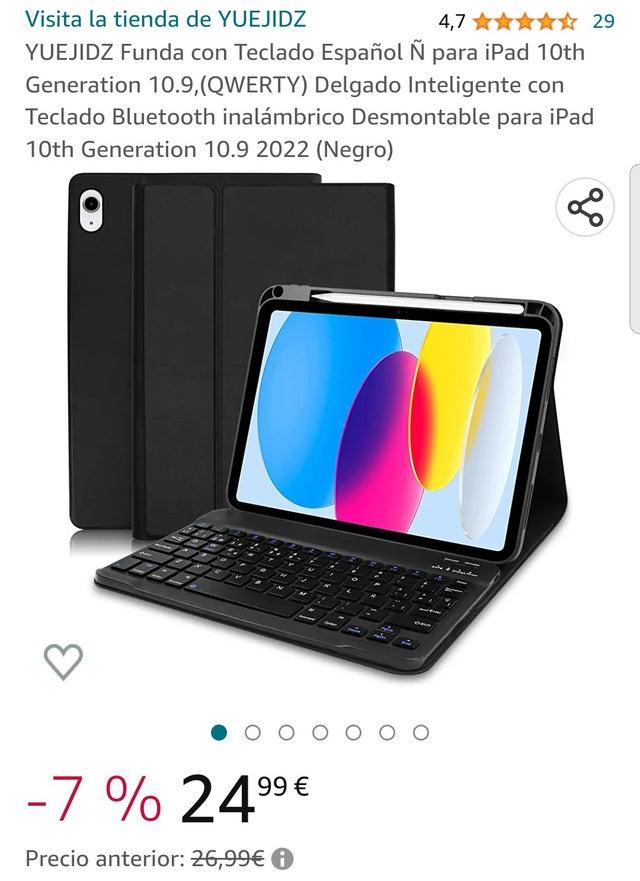 Visita la tienda de YUEJIDZ 4,7 29
YUEJIDZ Funda con Teclado Español Ñ para iPad 10th
Generation 10.9,(QWERTY) Delgado Inteligente con
Teclado Bluetooth inalámbrico Desmontable para iPad
10th Generation 10.9 2022 (Negro)
-7 % 24 99 €
Precio anterior: 26,99€